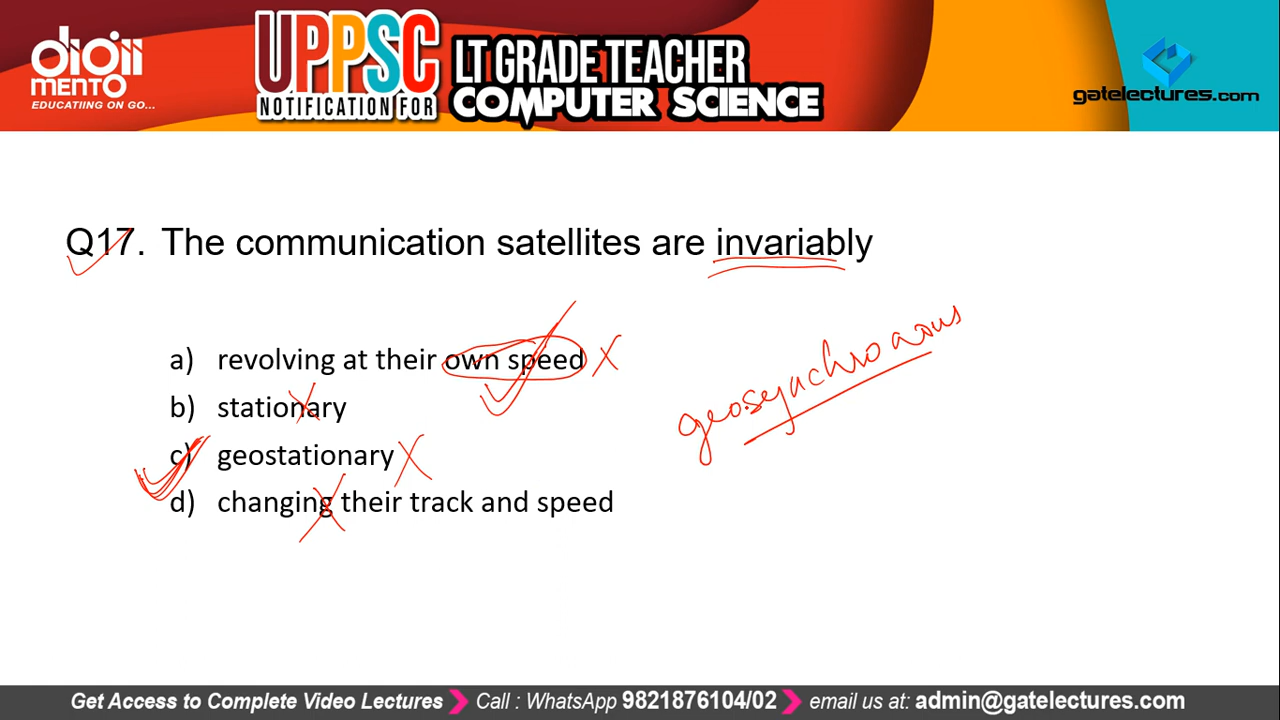 digii
MENTO
EDUCATIING ON GO...
UPPSC
NOTIFICATION FOR
LT GRADE TEACHER
COMPUTER SCIENCE
gatelectures.com
Q17. The communication satellites are invariably
a) revolving at their own speed
b) stationary
c) geostationary
d) changing their track and speed
geosynchronous
Get Access to Complete Video Lectures
Call : WhatsApp 9821876104/02
email us at: admin@gatelectures.com